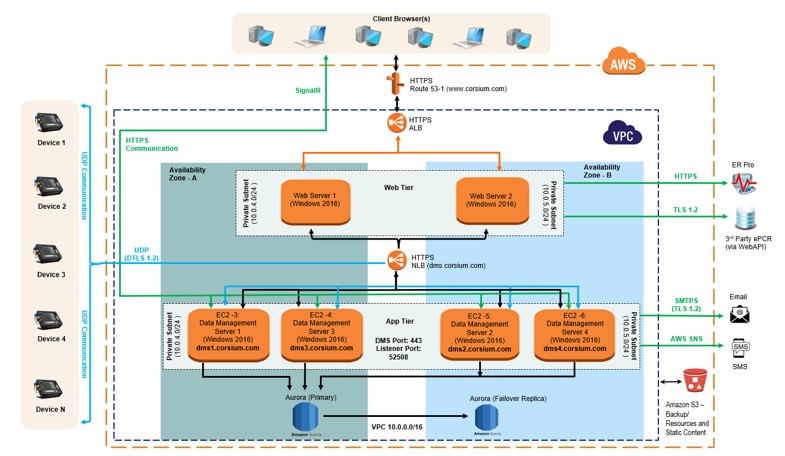 Client Browser(s)
AWS
SignalR
HTTPS
Route 53-1 (www.corsium.com)
HTTPS
ALB
VPC
HTTPS
Communication
Device 1
Device 2
Device 3
Device 4
Device N
UDP Communication
UDP Communication
Availability
Zone - A
Availability
Zone - B
Private Subnet
(10.0.4.0/24 )
Web Server 1
(Windows 2016)
Web Tier
Web Server 2
(Windows 2016)
Private Subnet
(10.0.5.0/24 )
HTTPS
ER Pro
TLS 1.2
3rd Party ePCR
(via WebAPI)
UDP
(DTLS 1.2)
HTTPS
NLB (dms.corsium.com)
Private Subnet
(10.0.4.0/24 )
EC2 -3:
Data Management
Server 1
(Windows 2016)
dms1.corsium.com
EC2 -4:
Data Management
Server 3
(Windows 2016)
dms3.corsium.com
App Tier
DMS Port: 443
Listener Port:
52508
EC2 -5:
Data Management
Server 2
(Windows 2016)
dms2.corsium.com
EC2 -6:
Data Management
Server 4
(Windows 2016)
dms4.corsium.com
Private Subnet
(10.0.5.0/24 )
SMTPS
(TLS 1.2)
Email
AWS SNS
SMS
SMS
Aurora (Primary)
Amazon Aurora
VPC 10.0.0.0/16
Aurora (Failover Replica)
Amazon Aurora
Amazon S3 –
Backup/
Resources and
Static Content